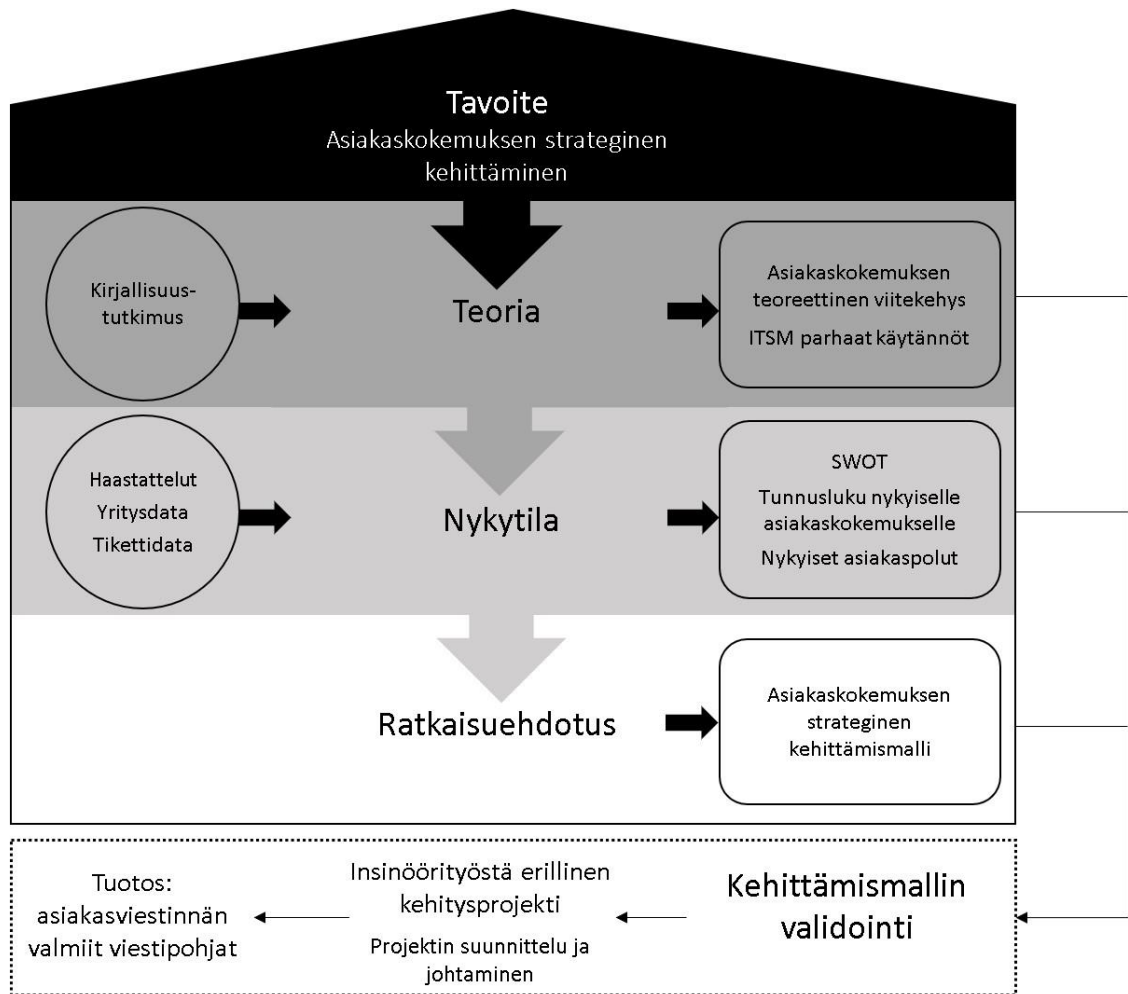 Tavoite
Asiakaskokemuksen strateginen
kehittäminen
Kirjallisuus-
tutkimus
Teoria
Asiakaskokemuksen
teoreettinen viitekehys
ITSM parhaat käytännöt
Haastattelut
Yritysdata
Tikettidata
Nykytila
SWOT
Tunnusluku nykyiselle
asiakaskokemukselle
Nykyiset asiakaspolut
Ratkaisuehdotus
Asiakaskokemuksen
strateginen
kehittämismalli
Tuotos:
asiakasviestinnän
valmiit viestipohjat
Insinöörityöstä erillinen
kehitysprojekti
Projektin suunnittelu ja
johtaminen
Kehittämismallin
validointi